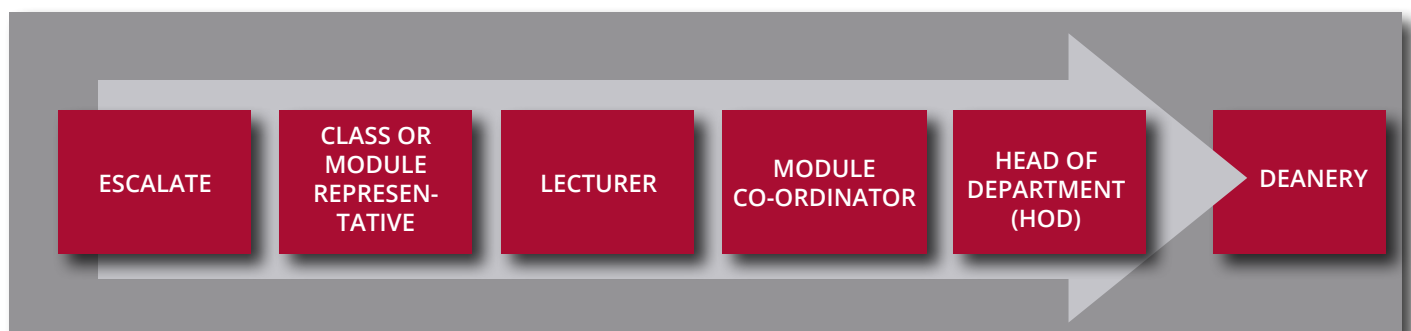 ESCALATE
CLASS OR
MODULE
REPRESEN-
TATIVE
LECTURER
MODULE
CO-ORDINATOR
HEAD OF
DEPARTMENT
(HOD)
DEANERY